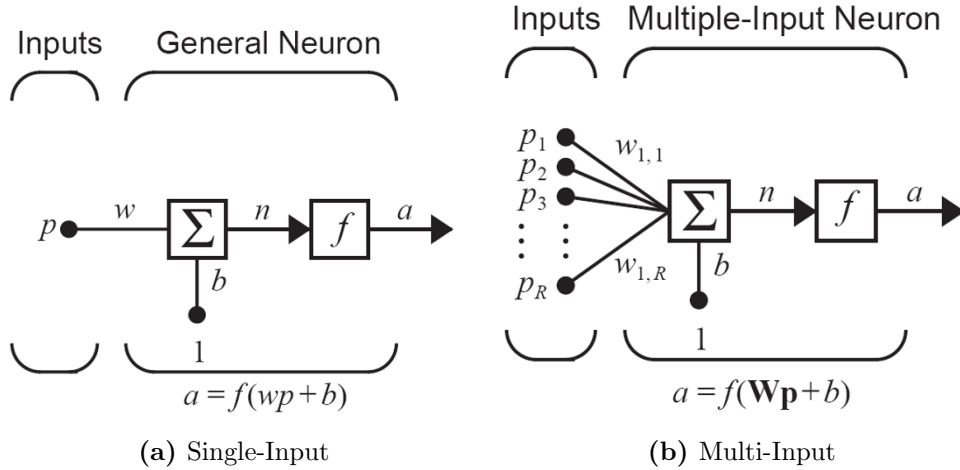 Inputs General Neuron
p w Σ n f a
b
1
a = f(wp + b)
(a) Single-Input
Inputs Multiple-Input Neuron
p₁
w₁,₁
p₂
p₃ Σ n f a
b
w₁,R
p_R
1
a = f(Wp + b)
(b) Multi-Input